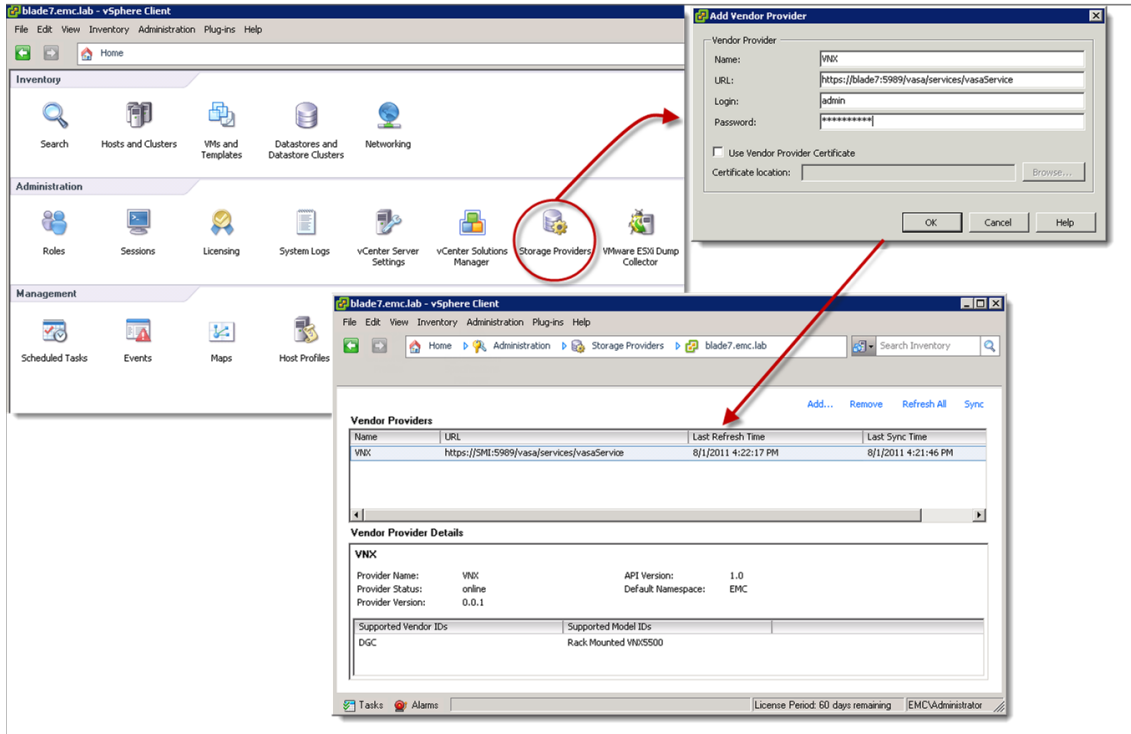 blade7.emc.lab - vSphere Client
File Edit View Inventory Administration Plug-ins Help
Home
Inventory
Search
Hosts and Clusters
VMs and Templates
Datastores and Datastore Clusters
Networking
Administration
Roles
Sessions
Licensing
System Logs
vCenter Server Settings
vCenter Solutions Manager
Storage Providers
VMware ESXi Dump Collector
Management
Scheduled Tasks
Events
Maps
Host Profiles
Add Vendor Provider
Vendor Provider
Name: VNX
URL: https://blade7:5989/vasa/services/vasaService
Login: admin
Password: **********
Use Vendor Provider Certificate
Certificate location: Browse...
OK Cancel Help
blade7.emc.lab - vSphere Client
File Edit View Inventory Administration Plug-ins Help
Home Administration Storage Providers blade7.emc.lab Search Inventory
Add... Remove Refresh All Sync
Vendor Providers
Name URL Last Refresh Time Last Sync Time
VNX https://SMI:5989/vasa/services/vasaService 8/1/2011 4:22:17 PM 8/1/2011 4:21:46 PM
Vendor Provider Details
VNX
Provider Name: VNX API Version: 1.0
Provider Status: online Default Namespace: EMC
Provider Version: 0.0.1
Supported Vendor IDs Supported Model IDs
DGC Rack Mounted VNX5500
Tasks Alarms License Period: 60 days remaining EMC\Administrator